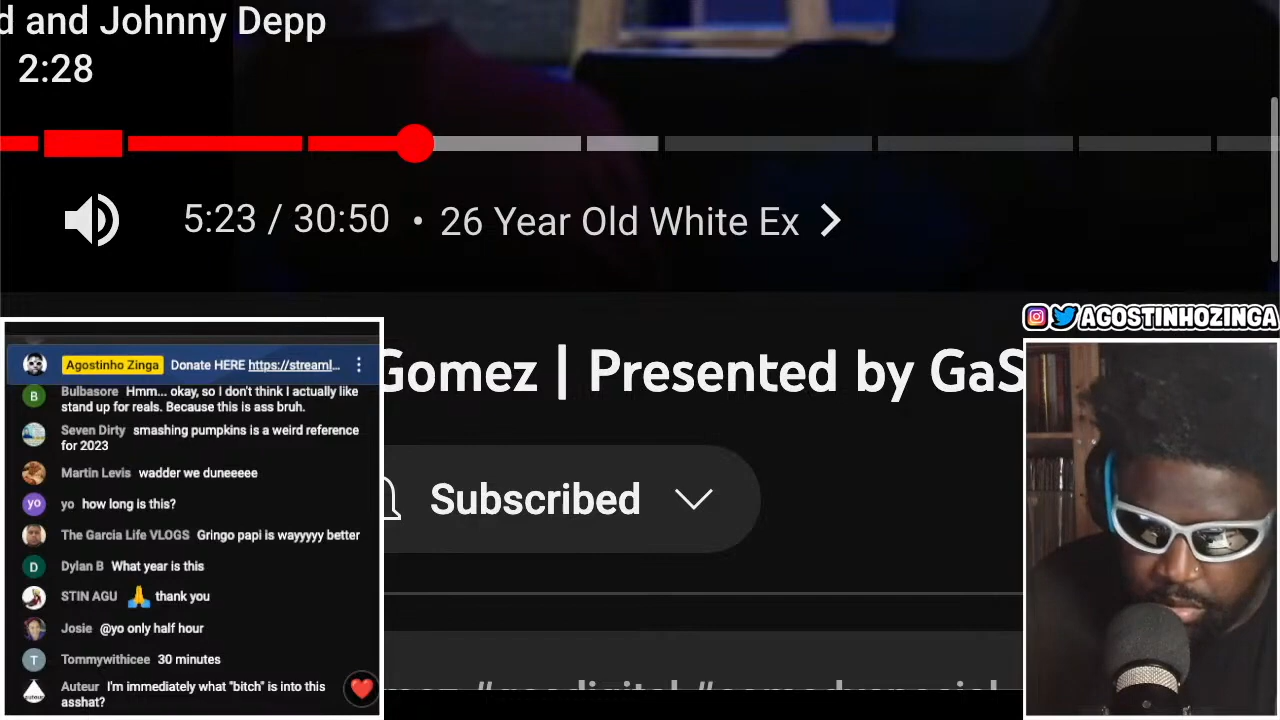 d and Johnny Depp
2:28
5:23 / 30:50 • 26 Year Old White Ex
AGOSTINHOZINGA
Agostinho Zinga Donate HERE https://streaml...
Bulbasore Hmm... okay, so I don't think I actually like
stand up for reals. Because this is ass bruh.
Seven Dirty smashing pumpkins is a weird reference
for 2023
Martin Levis wadder we duneeeee
yo yo how long is this?
The Garcia Life VLOGS Gringo papi is wayyyyy better
D Dylan B What year is this
STIN AGU 🙏 thank you
Josie @yo only half hour
T Tommywithicee 30 minutes
Auteur I'm immediately what "bitch" is into this
asshat?
B
Gomez | Presented by GaS
Subscribed
mez #gasdigital #comedyspecial